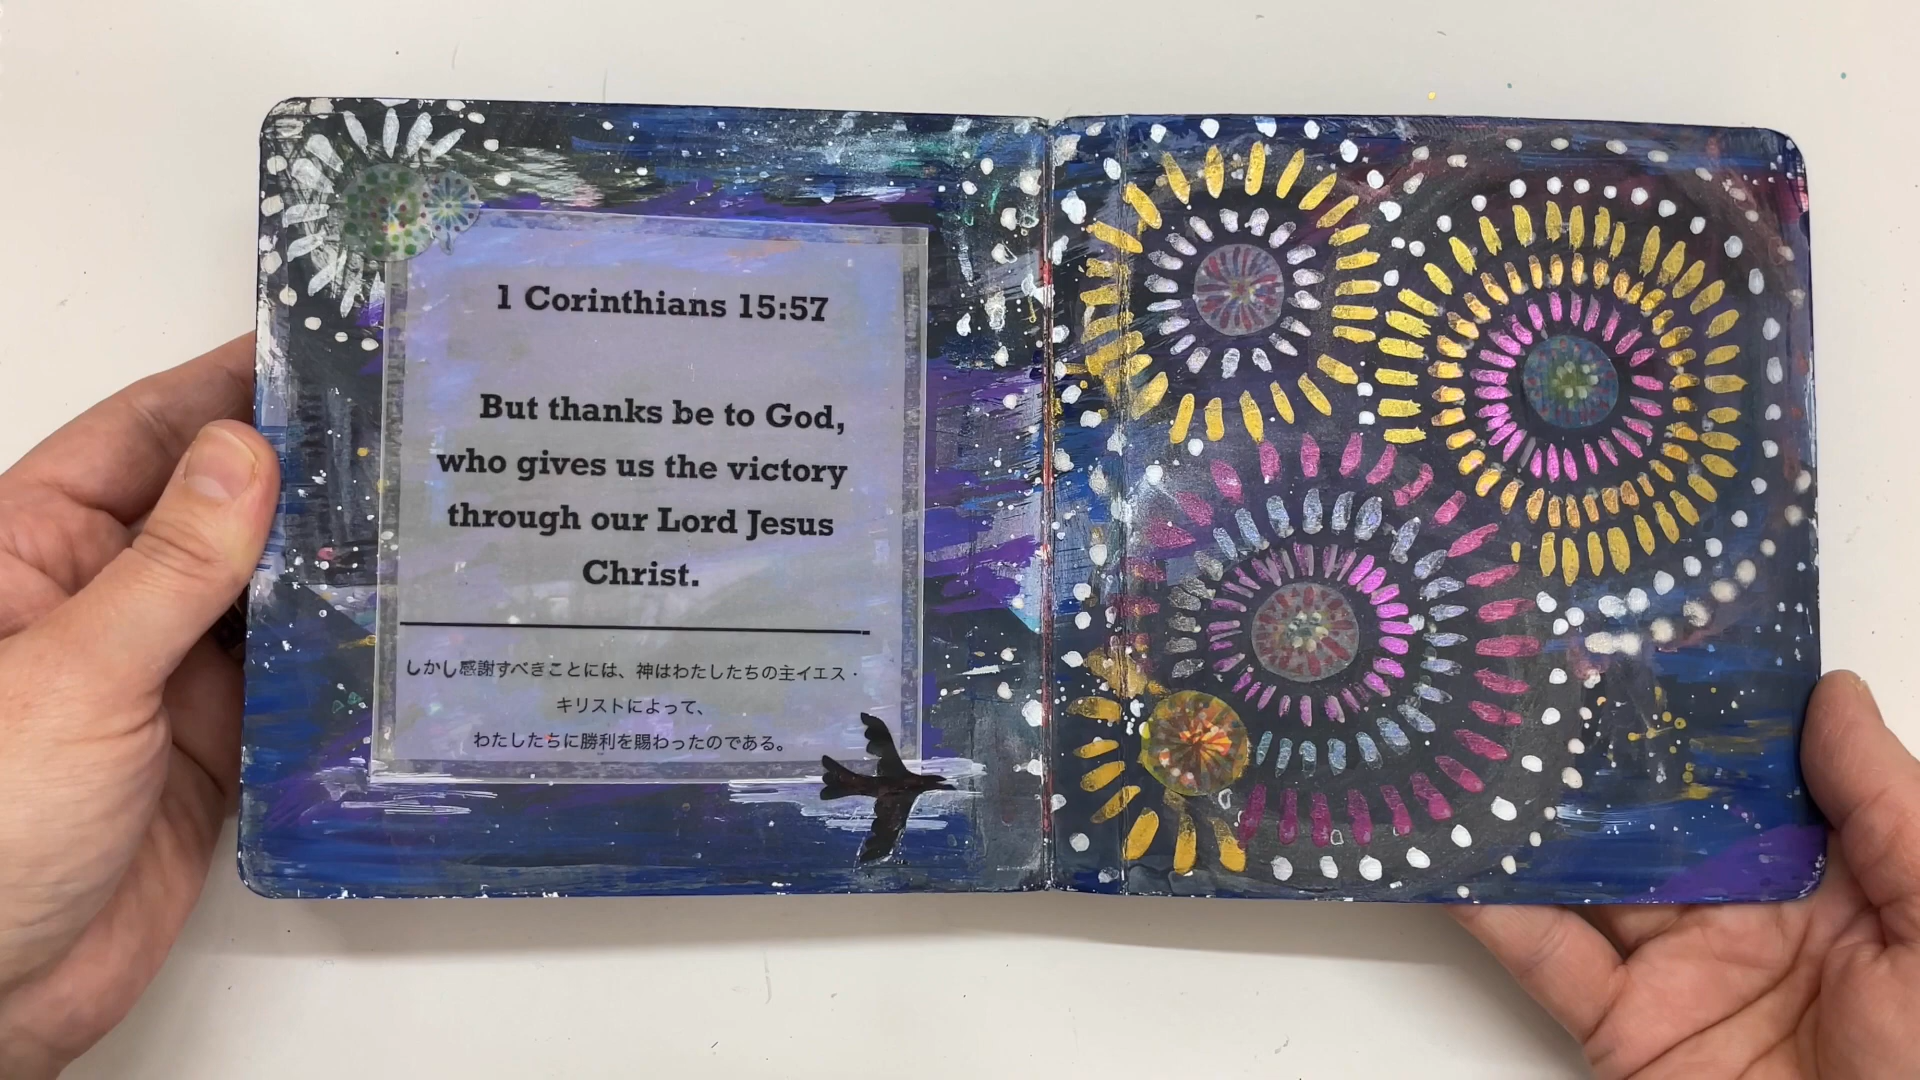 1 Corinthians 15:57
But thanks be to God,
who gives us the victory
through our Lord Jesus
Christ.
しかし感謝すべきことには、神はわたしたちの主イエス・
キリストによって、
わたしたちに勝利を賜わったのである。